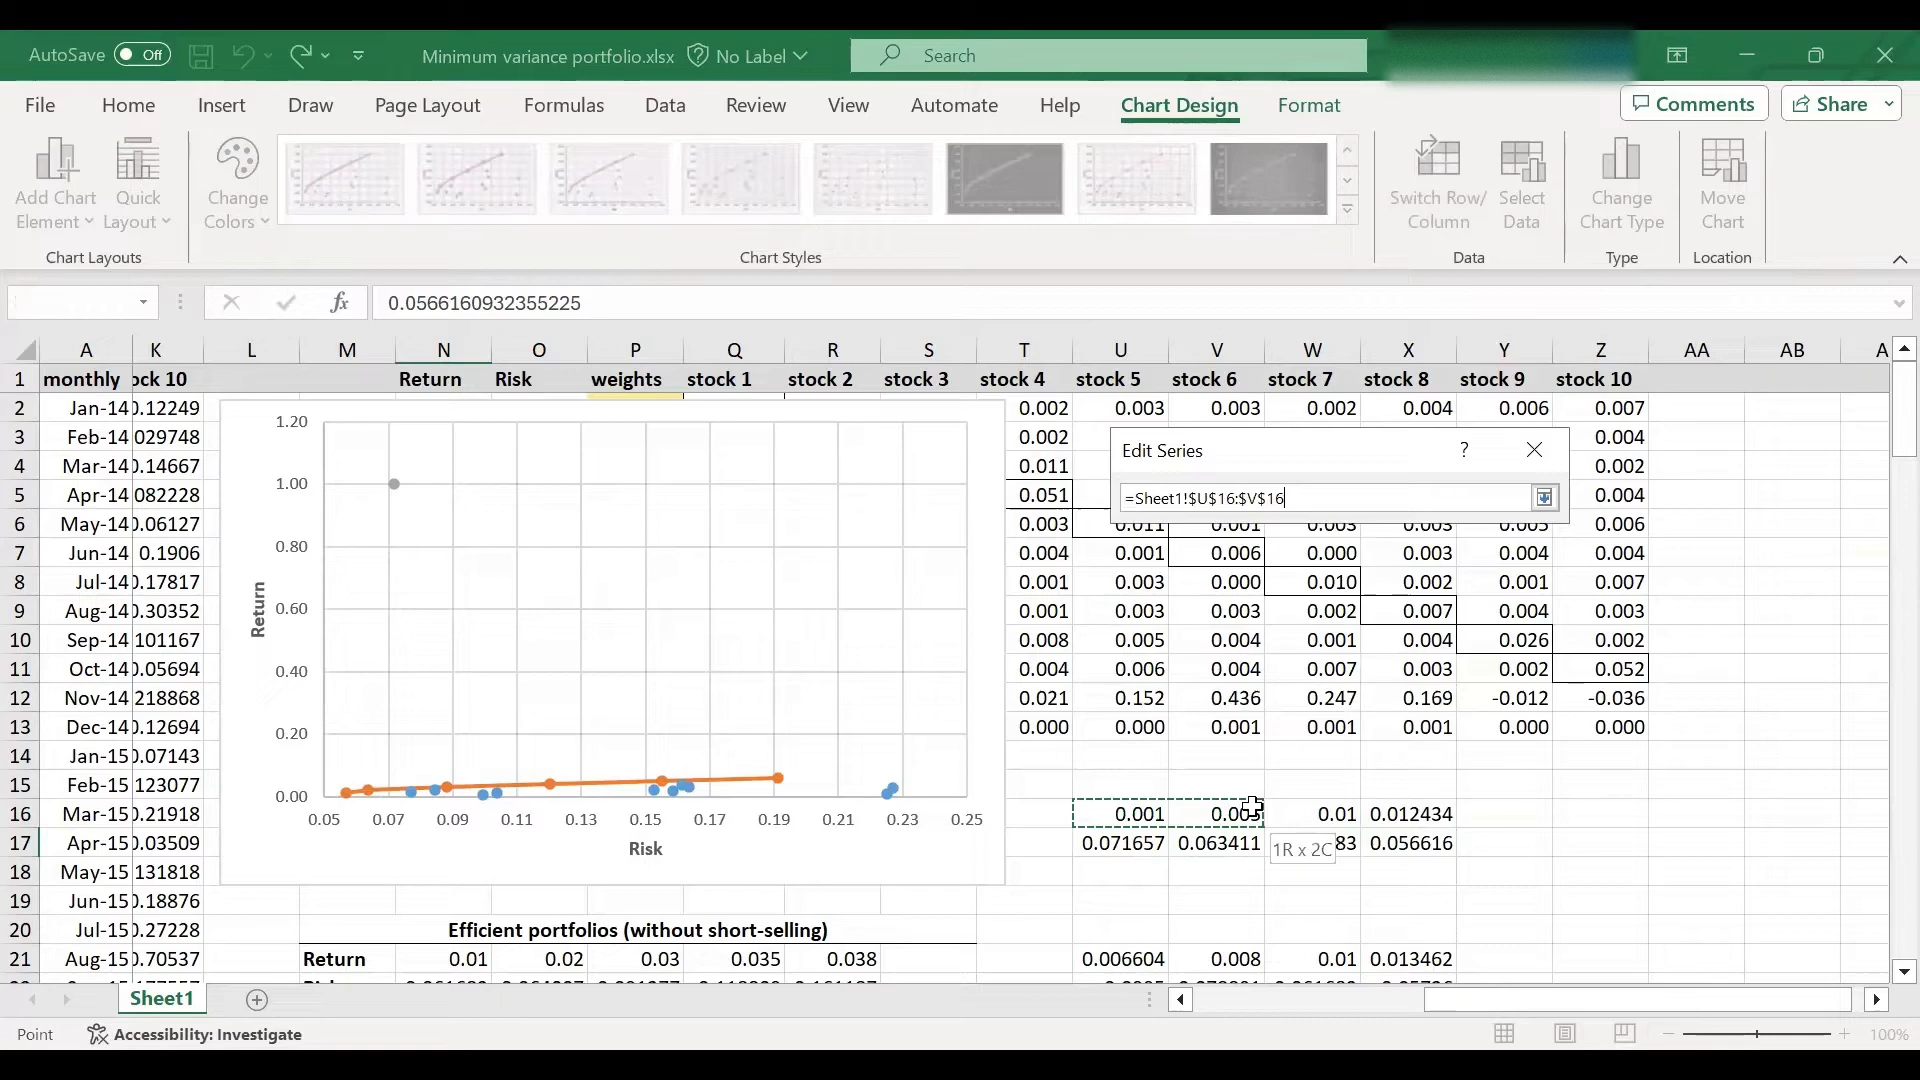 AutoSave Off Minimum variance portfolio.xlsx No Label Search
File Home Insert Draw Page Layout Formulas Data Review View Automate Help Chart Design Format Comments Share
Add Chart Element Quick Layout Change Colors Switch Row/ Column Select Data Change Chart Type Move Chart
Chart Layouts Chart Styles Data Type Location
fx 0.0566160932355225
A K L M N O P Q R S T U V W X Y Z AA AB A
1 monthly ock 10 Return Risk weights stock 1 stock 2 stock 3 stock 4 stock 5 stock 6 stock 7 stock 8 stock 9 stock 10
2 Jan-14 0.12249 0.002 0.003 0.003 0.002 0.004 0.006 0.007
3 Feb-14 029748 0.002 0.004
4 Mar-14 0.14667 0.011 0.002
5 Apr-14 082228 0.051 0.004
6 May-14 0.06127 0.003 0.011 0.001 0.003 0.003 0.005 0.006
7 Jun-14 0.1906 0.004 0.001 0.006 0.000 0.003 0.004 0.004
8 Jul-14 0.17817 0.001 0.003 0.000 0.010 0.002 0.001 0.007
9 Aug-14 0.30352 0.001 0.003 0.003 0.002 0.007 0.004 0.003
10 Sep-14 101167 0.008 0.005 0.004 0.001 0.004 0.026 0.002
11 Oct-14 0.05694 0.004 0.006 0.004 0.007 0.003 0.002 0.052
12 Nov-14 218868 0.021 0.152 0.436 0.247 0.169 -0.012 -0.036
13 Dec-14 0.12694 0.000 0.000 0.001 0.001 0.001 0.000 0.000
14 Jan-15 0.07143
15 Feb-15 123077
16 Mar-15 0.21918 0.001 0.01 0.012434
17 Apr-15 0.03509 0.071657 0.063411 83 0.056616
18 May-15 131818
19 Jun-15 0.18876
20 Jul-15 0.27228 Efficient portfolios (without short-selling)
21 Aug-15 0.70537 Return 0.01 0.02 0.03 0.035 0.038 0.006604 0.008 0.01 0.013462
1.20
1.00
0.80
0.60
0.40
0.20
0.00
Return
0.05 0.07 0.09 0.11 0.13 0.15 0.17 0.19 0.21 0.23 0.25
Risk
Edit Series ?
=Sheet1!$U$16:$V$16
1R x 2C
Sheet1
Point Accessibility: Investigate 100%